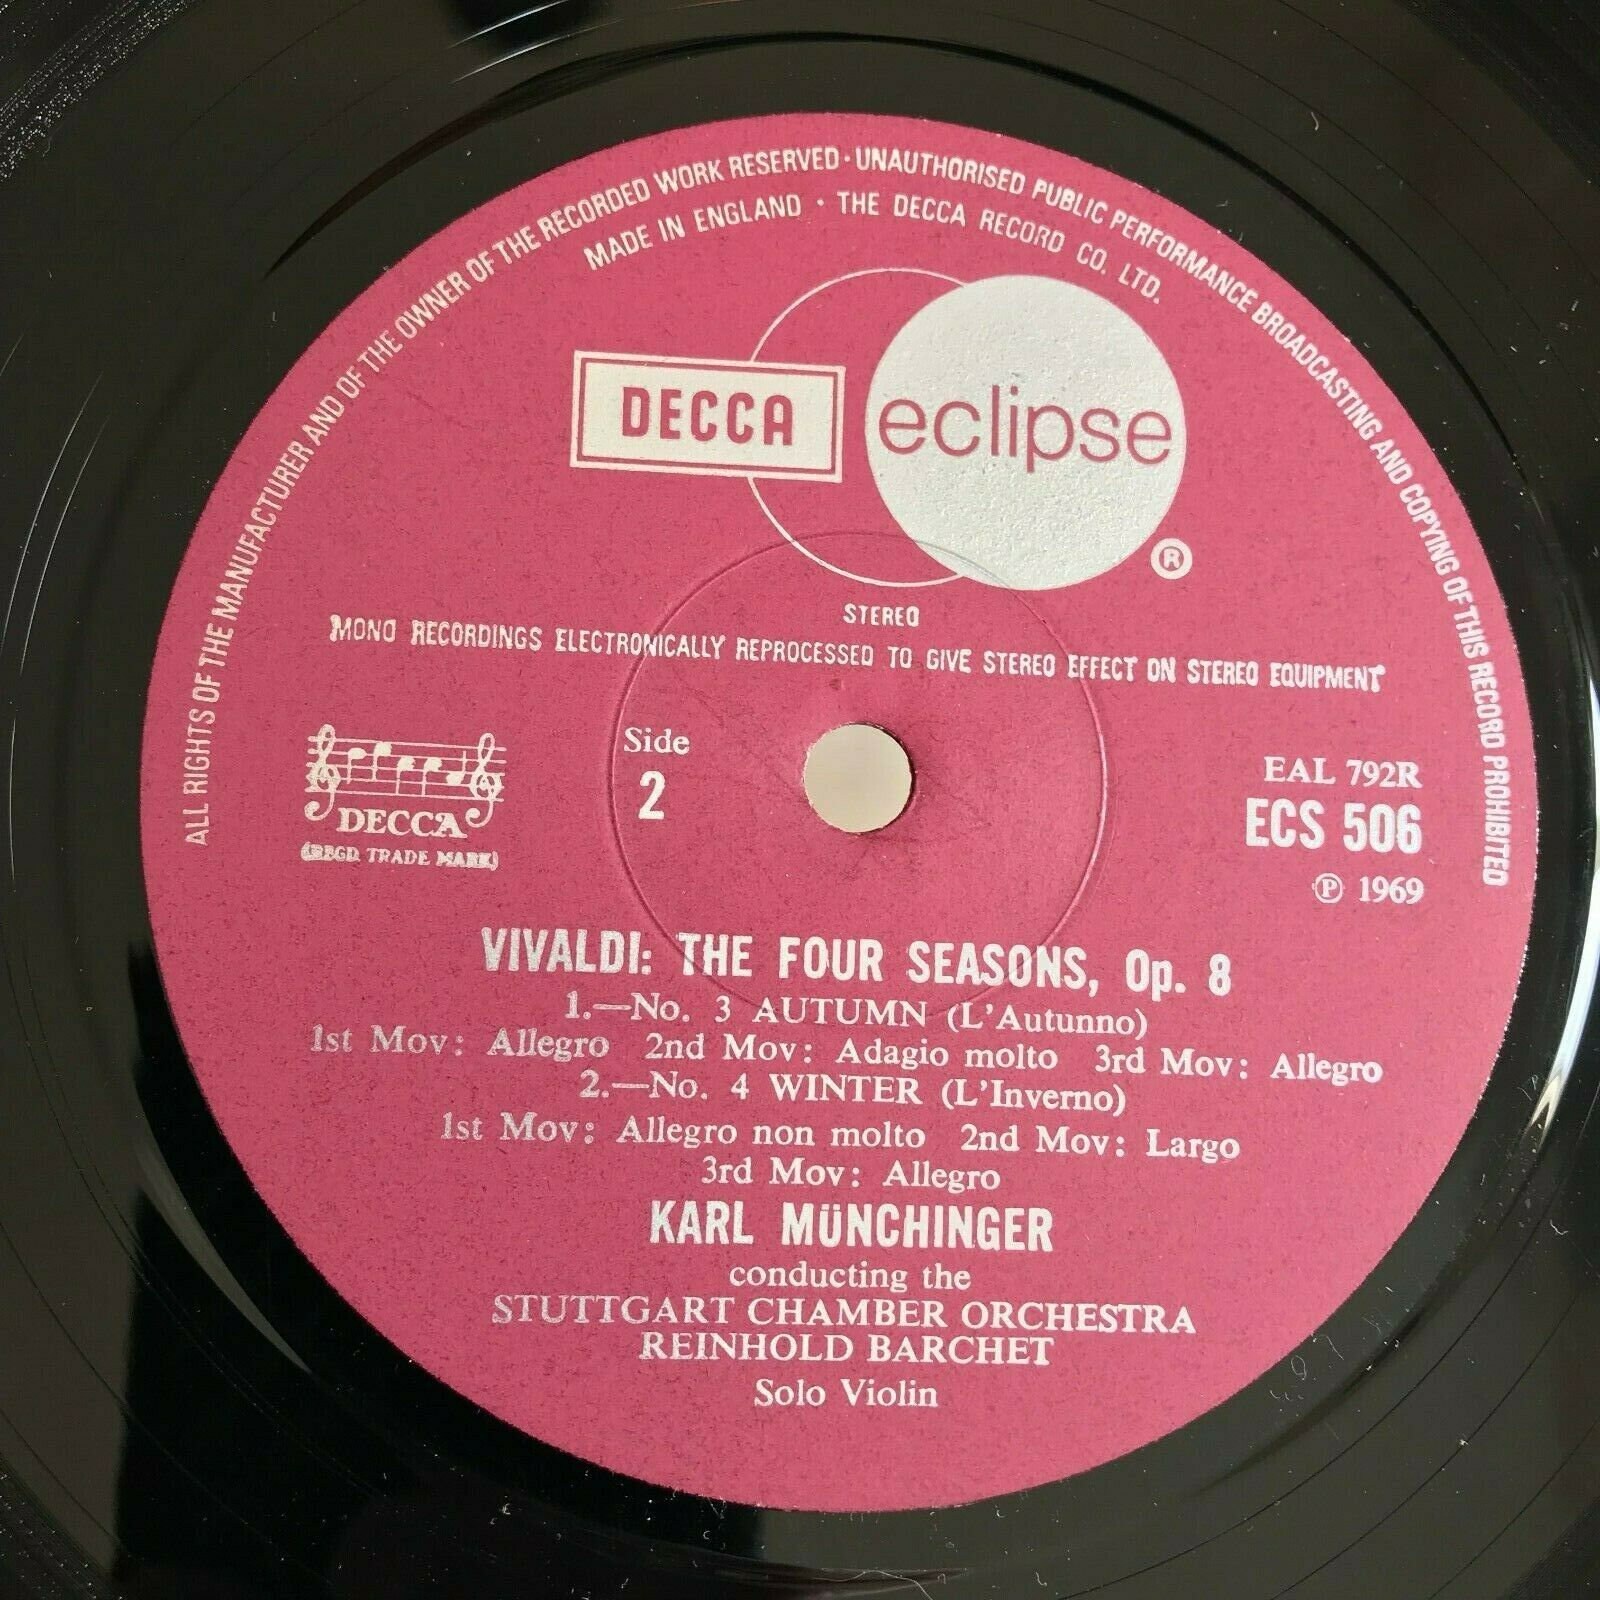 ALL RIGHTS OF THE MANUFACTURER AND OF THE OWNER OF THE RECORDED WORK RESERVED · UNAUTHORISED PUBLIC PERFORMANCE BROADCASTING AND COPYING OF THIS RECORD PROHIBITED
MADE IN ENGLAND · THE DECCA RECORD CO. LTD.
DECCA eclipse ®
STEREO
MONO RECORDINGS ELECTRONICALLY REPROCESSED TO GIVE STEREO EFFECT ON STEREO EQUIPMENT
DECCA
(REGD. TRADE MARK)
Side
2
EAL 792R
ECS 506
℗ 1969
VIVALDI: THE FOUR SEASONS, Op. 8
1.—No. 3 AUTUMN (L'Autunno)
1st Mov: Allegro 2nd Mov: Adagio molto 3rd Mov: Allegro
2.—No. 4 WINTER (L'Inverno)
1st Mov: Allegro non molto 2nd Mov: Largo
3rd Mov: Allegro
KARL MÜNCHINGER
conducting the
STUTTGART CHAMBER ORCHESTRA
REINHOLD BARCHET
Solo Violin